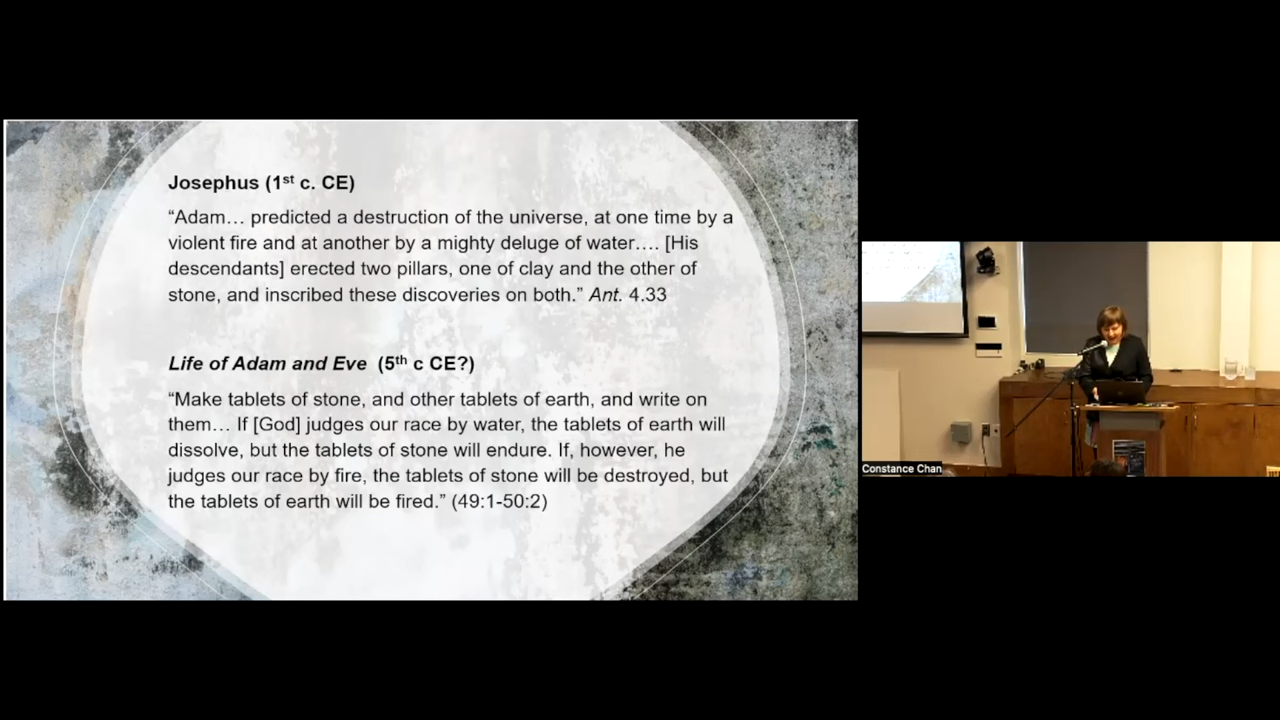 Josephus (1st c. CE)
“Adam… predicted a destruction of the universe, at one time by a
violent fire and at another by a mighty deluge of water…. [His
descendants] erected two pillars, one of clay and the other of
stone, and inscribed these discoveries on both.” Ant. 4.33
Life of Adam and Eve (5th c CE?)
“Make tablets of stone, and other tablets of earth, and write on
them… If [God] judges our race by water, the tablets of earth will
dissolve, but the tablets of stone will endure. If, however, he
judges our race by fire, the tablets of stone will be destroyed, but
the tablets of earth will be fired.” (49:1-50:2)
Constance Chan